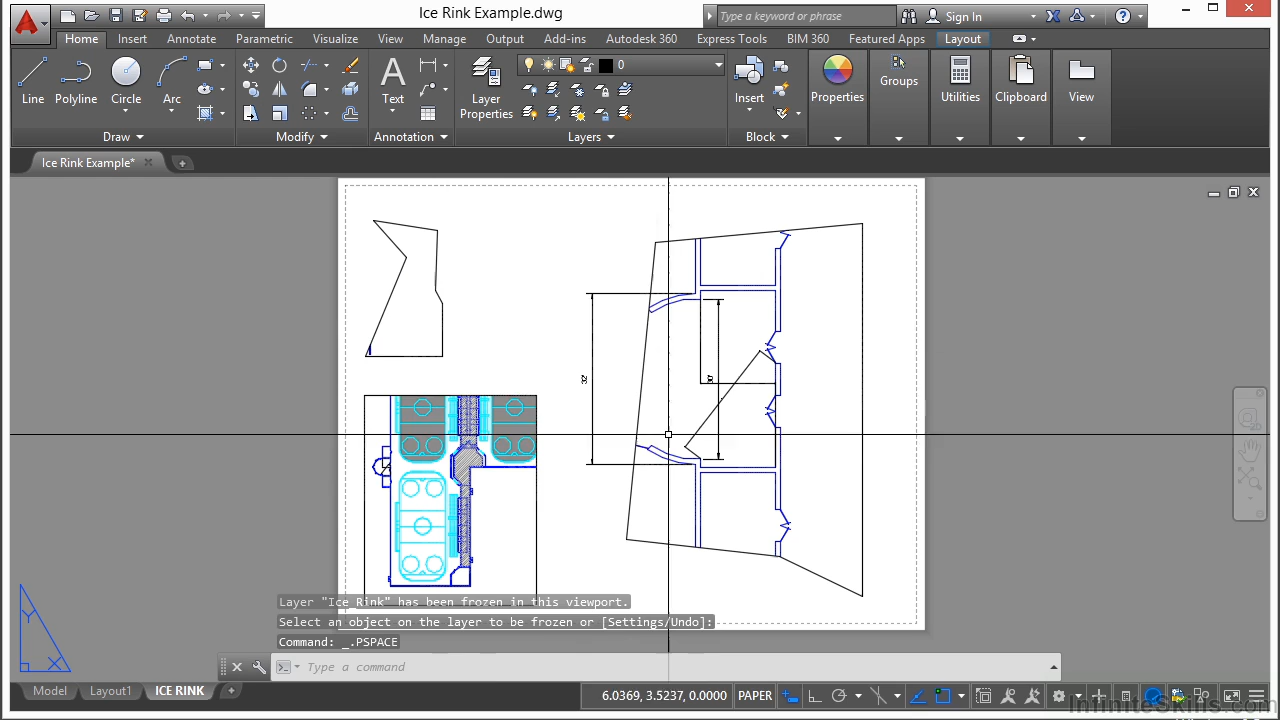 Ice Rink Example.dwg
Type a keyword or phrase
Sign In
Home Insert Annotate Parametric Visualize View Manage Output Add-ins Autodesk 360 Express Tools BIM 360 Featured Apps Layout
0
Line Polyline Circle Arc Text Layer Properties Insert Properties Groups Utilities Clipboard View
Draw Modify Annotation Layers Block
Ice Rink Example*
Layer "Ice_Rink" has been frozen in this viewport.
Select an object on the layer to be frozen or [Settings/Undo]:
Command: _.PSPACE
Type a command
Y
X
Model Layout1 ICE RINK
6.0369, 3.5237, 0.0000 PAPER
InfiniteSkills.com